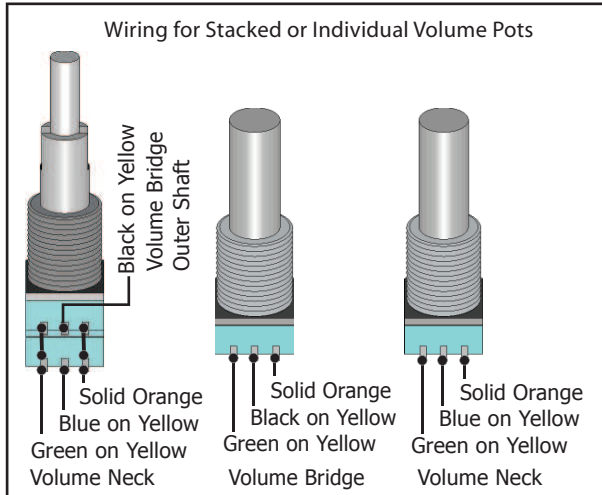 Wiring for Stacked or Individual Volume Pots
Black on Yellow
Volume Bridge
Outer Shaft
Solid Orange
Blue on Yellow
Green on Yellow
Volume Neck
Solid Orange
Black on Yellow
Green on Yellow
Volume Bridge
Solid Orange
Blue on Yellow
Green on Yellow
Volume Neck